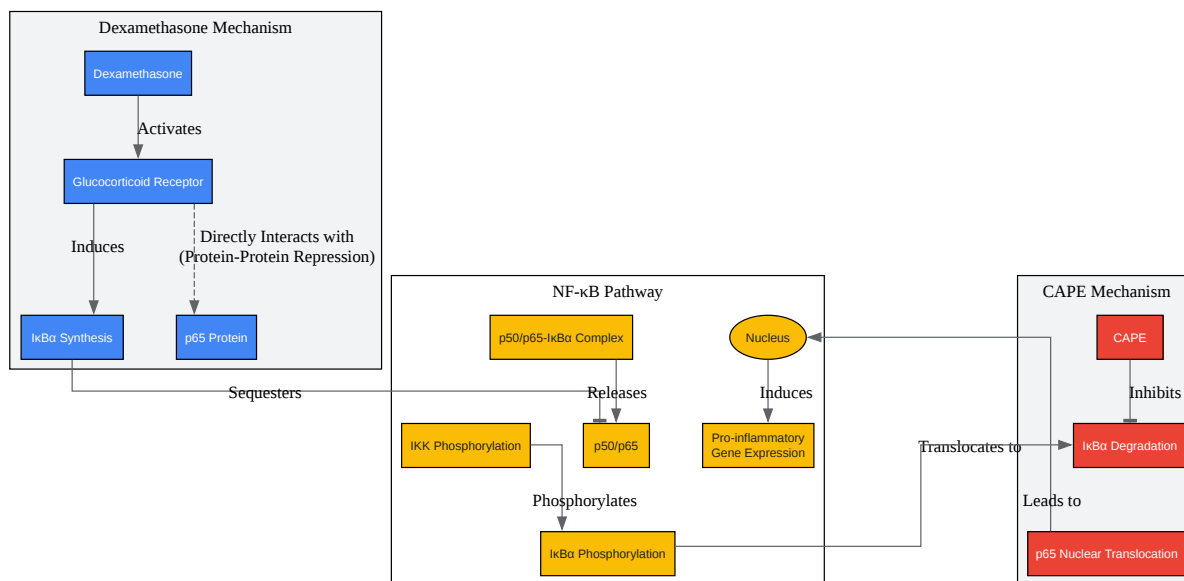 Dexamethasone Mechanism
Dexamethasone
Activates
Glucocorticoid Receptor
Induces
Directly Interacts with
(Protein-Protein Repression)
IκBα Synthesis
p65 Protein
Sequesters
NF-κB Pathway
p50/p65-IκBα Complex
Nucleus
Releases
Induces
IKK Phosphorylation
p50/p65
Pro-inflammatory
Gene Expression
Phosphorylates
IκBα Phosphorylation
Translocates to
CAPE Mechanism
CAPE
Inhibits
IκBα Degradation
Leads to
p65 Nuclear Translocation